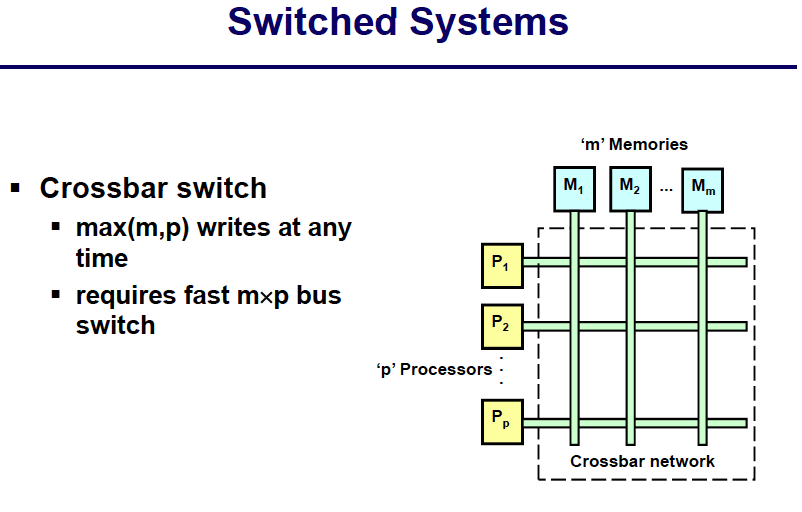 Switched Systems
▪ Crossbar switch
▪ max(m,p) writes at any
time
▪ requires fast m×p bus
switch
‘m’ Memories
M1 M2 ... Mm
P1
P2
‘p’ Processors
Pp
Crossbar network